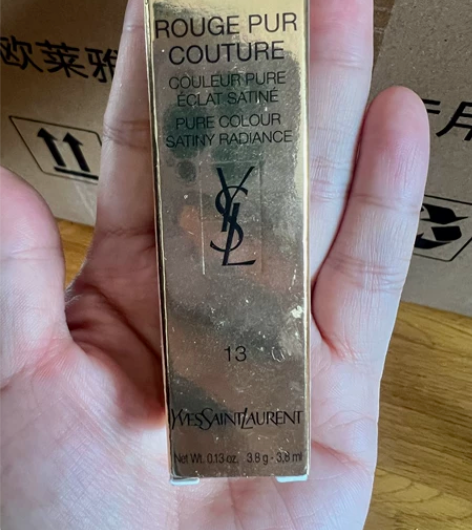 ROUGE PUR
COUTURE
COULEUR PURE
ÉCLAT SATINÉ
PURE COLOUR
SATINY RADIANCE
YSL
13
YVESSAINTLAURENT
Net Wt. 0.13 oz. 3.8 g - 3,8 ml
欧莱雅